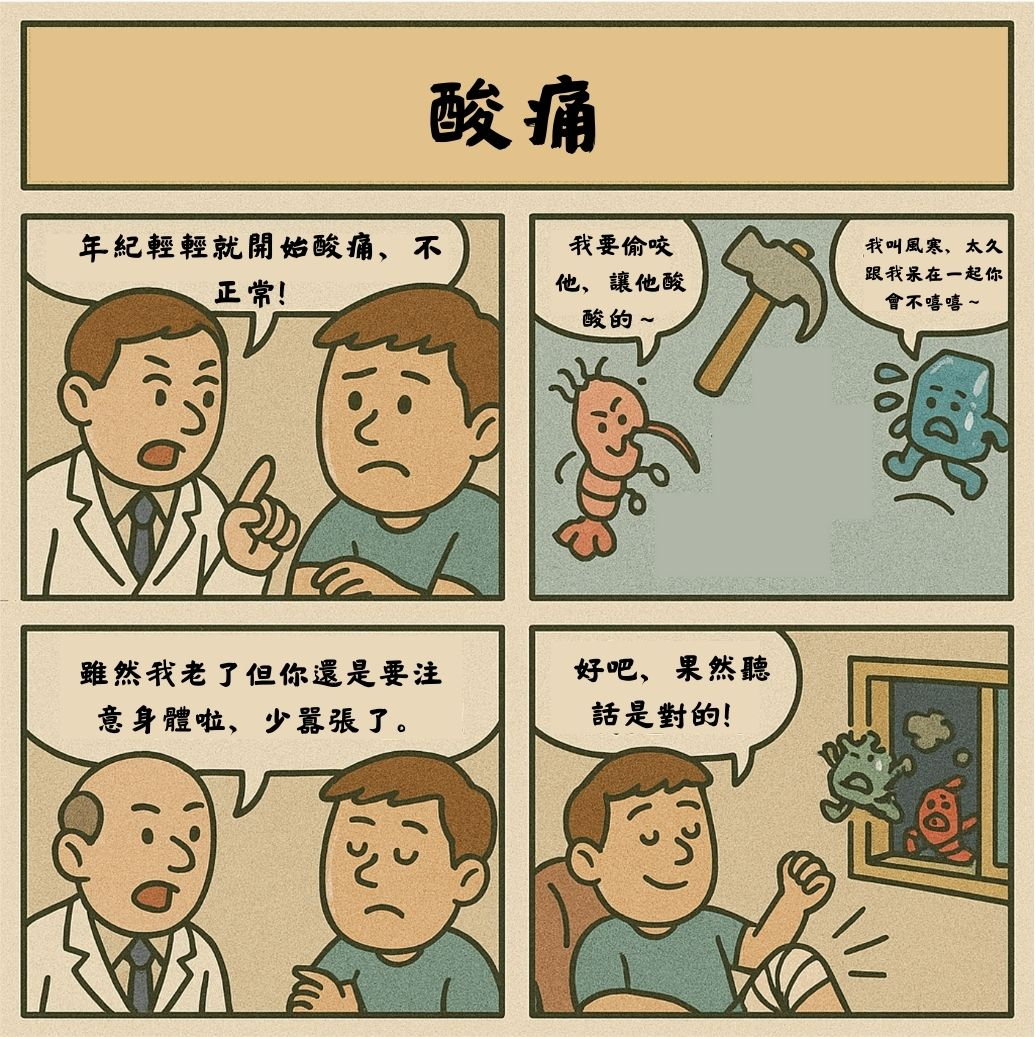 酸痛
年紀輕輕就開始酸痛、不
正常!
我要偷咬
他、讓他酸
酸的~
我叫風寒、太久
跟我呆在一起你
會不嘻嘻~
雖然我老了但你還是要注
意身體啦、少囂張了。
好吧、果然聽
話是對的!